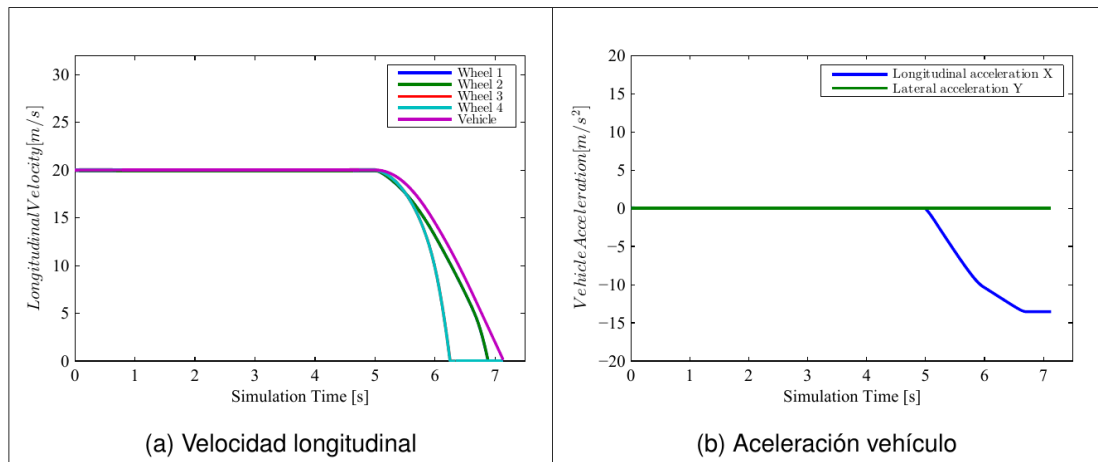 30
25
20
15
10
5
0
0 1 2 3 4 5 6 7
LongitudinalVelocity[m/s]
Simulation Time [s]
Wheel 1
Wheel 2
Wheel 3
Wheel 4
Vehicle
(a) Velocidad longitudinal
20
15
10
5
0
−5
−10
−15
−20
0 1 2 3 4 5 6 7
VehicleAcceleration[m/s²]
Simulation Time [s]
Longitudinal acceleration X
Lateral acceleration Y
(b) Aceleración vehículo